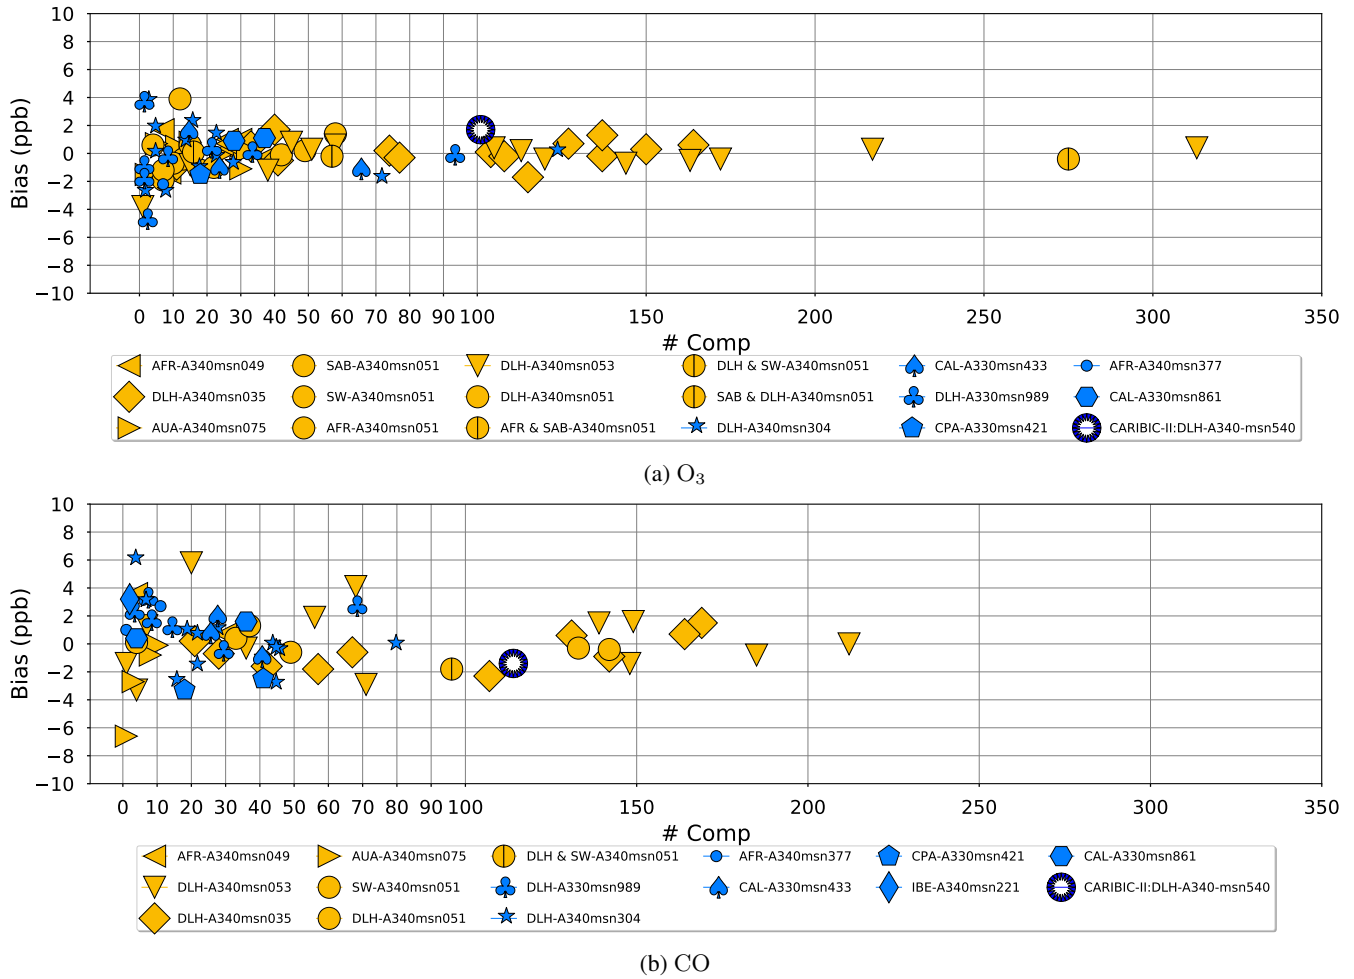 10
8
6
4
2
0
−2
−4
−6
−8
−10
Bias (ppb)
0 10 20 30 40 50 60 70 80 90 100 150 200 250 300 350
# Comp
AFR-A340msn049 SAB-A340msn051 DLH-A340msn053 DLH & SW-A340msn051 CAL-A330msn433 AFR-A340msn377
DLH-A340msn035 SW-A340msn051 DLH-A340msn051 SAB & DLH-A340msn051 DLH-A330msn989 CAL-A330msn861
AUA-A340msn075 AFR-A340msn051 AFR & SAB-A340msn051 DLH-A340msn304 CPA-A330msn421 CARIBIC-II:DLH-A340-msn540
(a) O3
10
8
6
4
2
0
−2
−4
−6
−8
−10
Bias (ppb)
0 10 20 30 40 50 60 70 80 90 100 150 200 250 300 350
# Comp
AFR-A340msn049 AUA-A340msn075 DLH & SW-A340msn051 AFR-A340msn377 CPA-A330msn421 CAL-A330msn861
DLH-A340msn053 SW-A340msn051 DLH-A330msn989 CAL-A330msn433 IBE-A340msn221 CARIBIC-II:DLH-A340-msn540
DLH-A340msn035 DLH-A340msn051 DLH-A340msn304
(b) CO